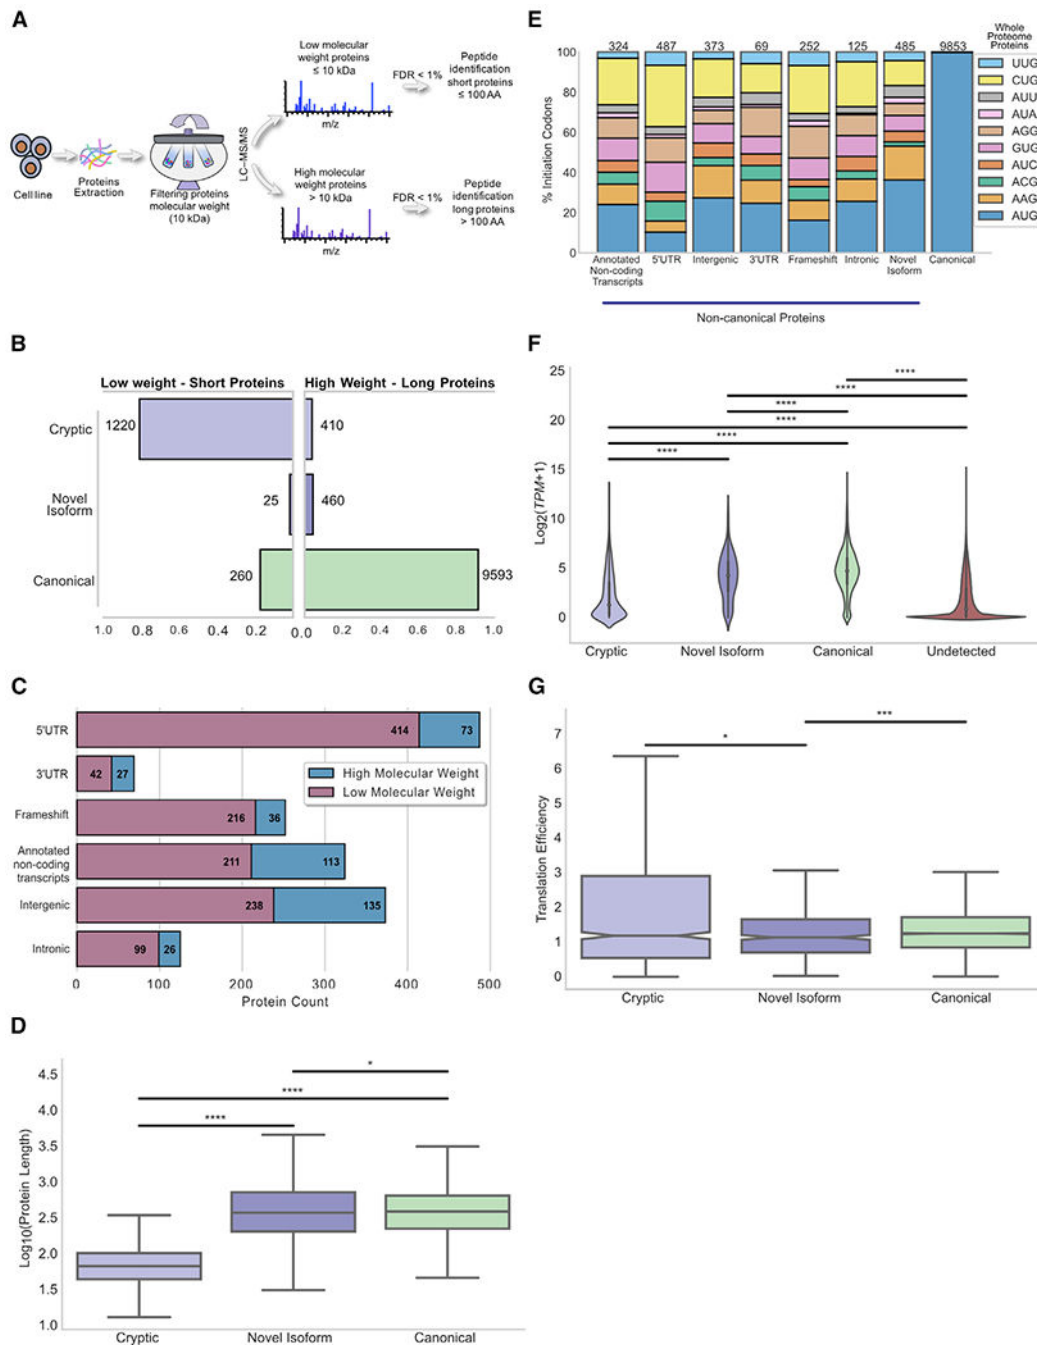 A
Low molecular
weight proteins
≤ 10 kDa
FDR < 1%
Peptide
identification
short proteins
≤ 100 AA
m/z
Cell line
Proteins
Extraction
Filtering proteins
molecular weight
(10 kDa)
LC–MS/MS
High molecular
weight proteins
> 10 kDa
FDR < 1%
Peptide
identification
long proteins
> 100 AA
m/z
B
Low weight - Short Proteins
High Weight - Long Proteins
Cryptic
1220
410
Novel
Isoform
25
460
Canonical
260
9593
1.0 0.8 0.6 0.4 0.2 0.0 0.2 0.4 0.6 0.8 1.0
C
5'UTR
414 73
3'UTR
42 27
High Molecular Weight
Low Molecular Weight
Frameshift
216 36
Annotated
non-coding
transcripts
211 113
Intergenic
238 135
Intronic
99 26
0 100 200 300 400 500
Protein Count
D
Log10(Protein Length)
4.5
4.0
3.5
3.0
2.5
2.0
1.5
1.0
*
****
****
Cryptic Novel Isoform Canonical
E
% Initiation Codons
100
80
60
40
20
0
324 487 373 69 252 125 485 9853
Annotated
Non-coding
Transcripts
5'UTR
Intergenic
3'UTR
Frameshift
Intronic
Novel
Isoform
Canonical
Non-canonical Proteins
Whole
Proteome
Proteins
UUG
CUG
AUU
AUA
AGG
GUG
AUC
ACG
AAG
AUG
F
Log2(TPM+1)
25
20
15
10
5
0
****
****
****
****
****
****
Cryptic Novel Isoform Canonical Undetected
G
Translation Efficiency
7
6
5
4
3
2
1
0
*
***
Cryptic Novel Isoform Canonical